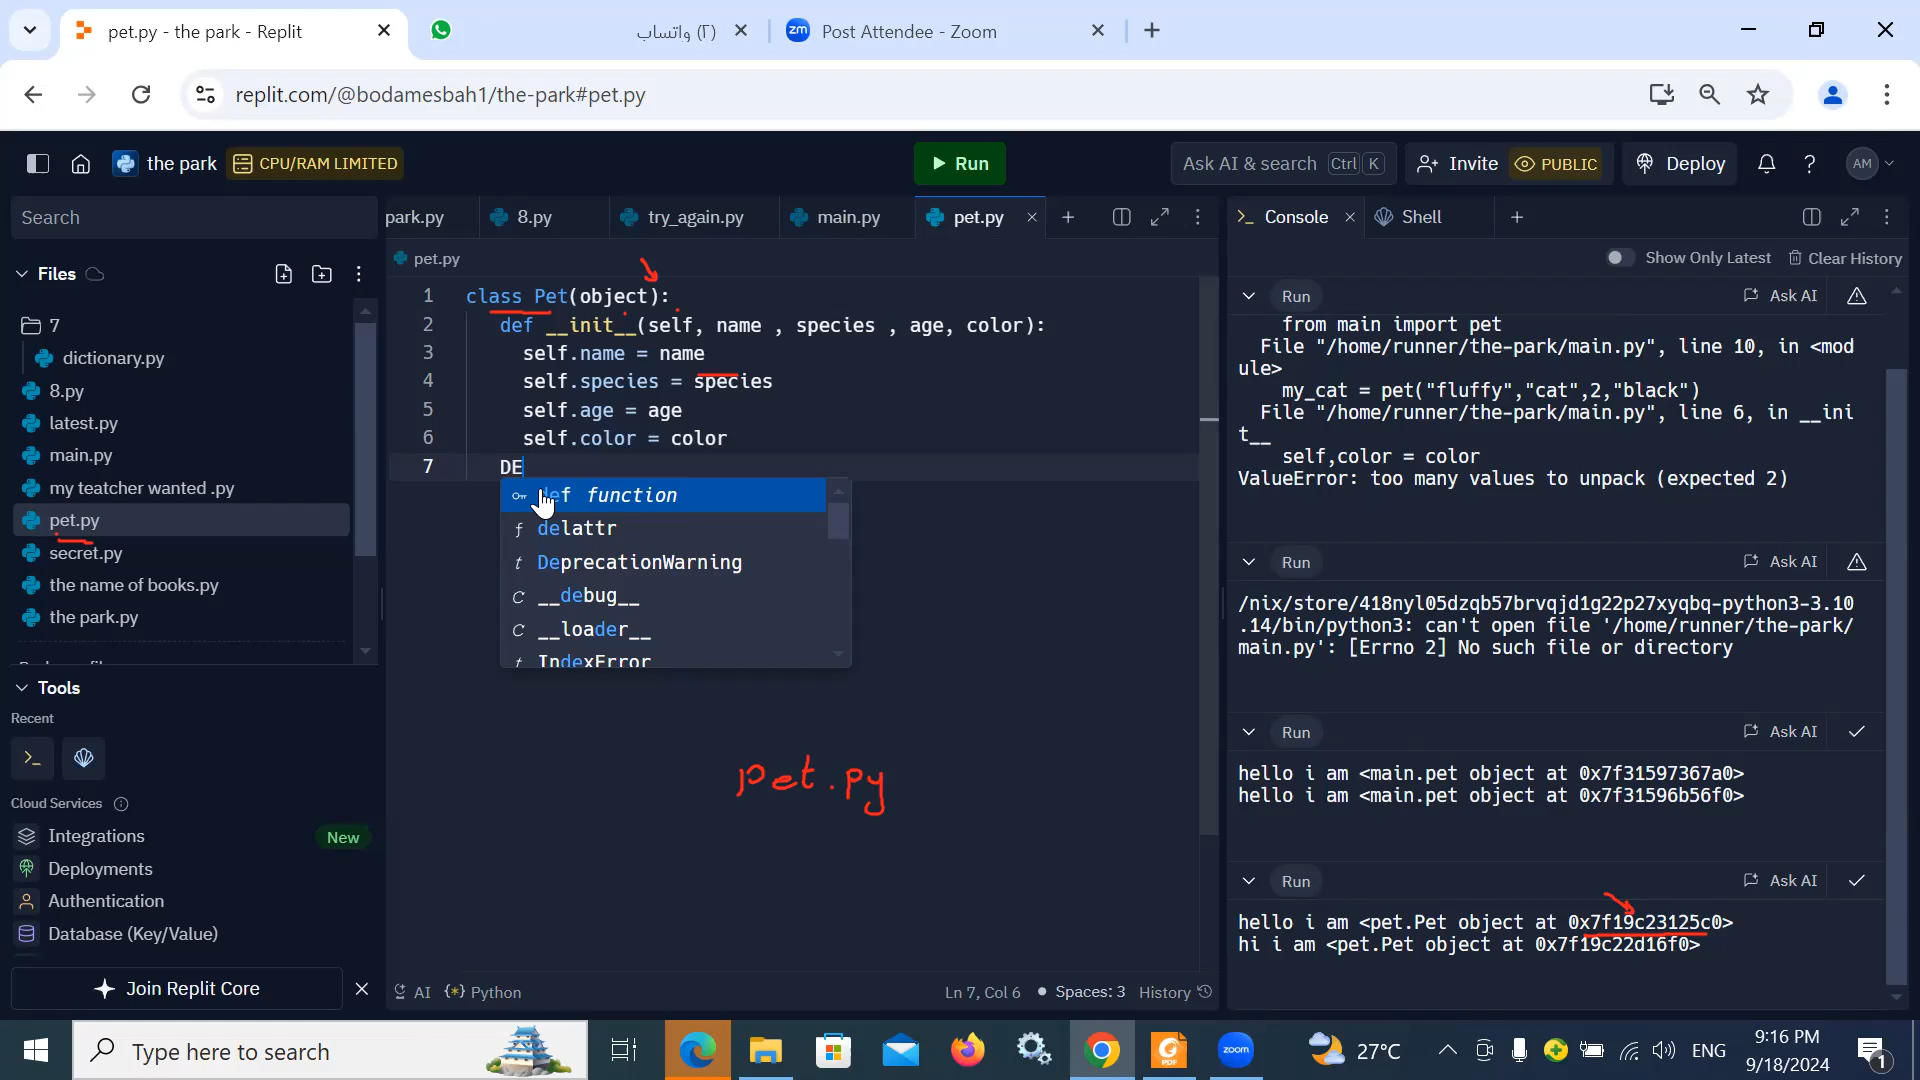 pet.py - the park - Replit
(٢) واتساب
Post Attendee - Zoom
replit.com/@bodamesbah1/the-park#pet.py
the park
CPU/RAM LIMITED
Run
Ask AI & search Ctrl K
Invite
PUBLIC
Deploy
AM
Search
park.py
8.py
try_again.py
main.py
pet.py
Console
Shell
Files
pet.py
Show Only Latest
Clear History
7
dictionary.py
8.py
latest.py
main.py
my teatcher wanted .py
pet.py
secret.py
the name of books.py
the park.py
Tools
Recent
Cloud Services
Integrations
New
Deployments
Authentication
Database (Key/Value)
Join Replit Core
1 class Pet(object):
2 def __init__(self, name , species , age, color):
3 self.name = name
4 self.species = species
5 self.age = age
6 self.color = color
7 DE
def function
delattr
DeprecationWarning
__debug__
__loader__
IndexError
pet.py
AI
Python
Ln 7, Col 6
Spaces: 3
History
Run
Ask AI
from main import pet
File "/home/runner/the-park/main.py", line 10, in <mod
ule>
my_cat = pet("fluffy","cat",2,"black")
File "/home/runner/the-park/main.py", line 6, in __ini
t__
self,color = color
ValueError: too many values to unpack (expected 2)
Run
Ask AI
/nix/store/418nyl05dzqb57brvqjd1g22p27xyqbq-python3-3.10
.14/bin/python3: can't open file '/home/runner/the-park/
main.py': [Errno 2] No such file or directory
Run
Ask AI
hello i am <main.pet object at 0x7f31597367a0>
hello i am <main.pet object at 0x7f31596b56f0>
Run
Ask AI
hello i am <pet.Pet object at 0x7f19c23125c0>
hi i am <pet.Pet object at 0x7f19c22d16f0>
Type here to search
zoom
27°C
ENG
9:16 PM
9/18/2024
1